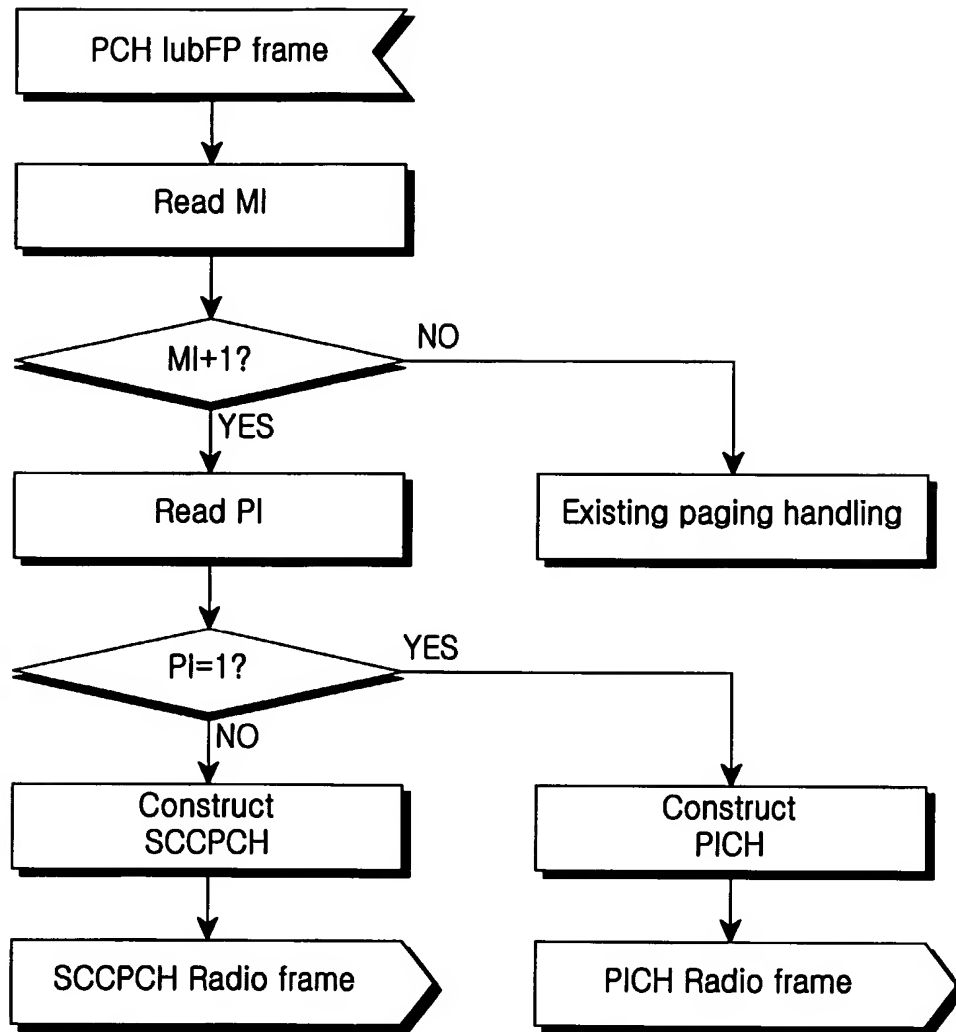 PCH IubFP frame
Read MI
MI+1?
NO
YES
Read PI
Existing paging handling
PI=1?
YES
NO
Construct
SCCPCH
Construct
PICH
SCCPCH Radio frame
PICH Radio frame